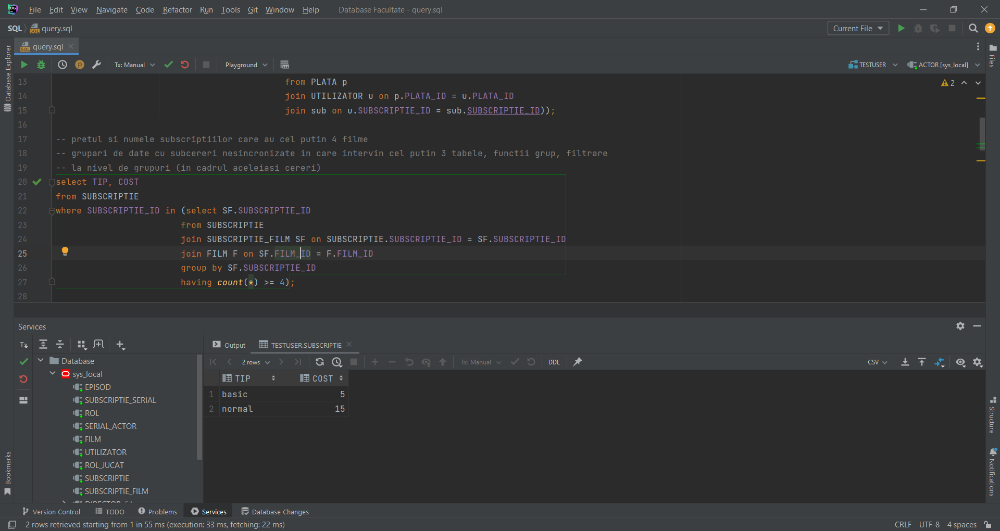 DG
File Edit View Navigate Code Refactor Run Tools Git Window Help Database Facultate - query.sql
SQL query.sql Current File
query.sql
Tx: Manual Playground TESTUSER ACTOR [sys_local]
Database Explorer
Files
2
13 from PLATA p
14 join UTILIZATOR u on p.PLATA_ID = u.PLATA_ID
15 join sub on u.SUBSCRIPTIE_ID = sub.SUBSCRIPTIE_ID));
16
17 -- pretul si numele subscriptiilor care au cel putin 4 filme
18 -- grupari de date cu subcereri nesincronizate in care intervin cel putin 3 tabele, functii grup, filtrare
19 -- la nivel de grupuri (in cadrul aceleiasi cereri)
20 select TIP, COST
21 from SUBSCRIPTIE
22 where SUBSCRIPTIE_ID in (select SF.SUBSCRIPTIE_ID
23 from SUBSCRIPTIE
24 join SUBSCRIPTIE_FILM SF on SUBSCRIPTIE.SUBSCRIPTIE_ID = SF.SUBSCRIPTIE_ID
25 join FILM F on SF.FILM_ID = F.FILM_ID
26 group by SF.SUBSCRIPTIE_ID
27 having count(*) >= 4);
28
Services
Tx
Output TESTUSER.SUBSCRIPTIE
2 rows Tx: Manual DDL CSV
Database
sys_local
EPISOD
SUBSCRIPTIE_SERIAL
ROL
SERIAL_ACTOR
FILM
UTILIZATOR
ROL_JUCAT
SUBSCRIPTIE
SUBSCRIPTIE_FILM
TIP COST
1 basic 5
2 normal 15
Bookmarks
Structure
Notifications
Version Control TODO Problems Services Database Changes
2 rows retrieved starting from 1 in 55 ms (execution: 33 ms, fetching: 22 ms) CRLF UTF-8 4 spaces